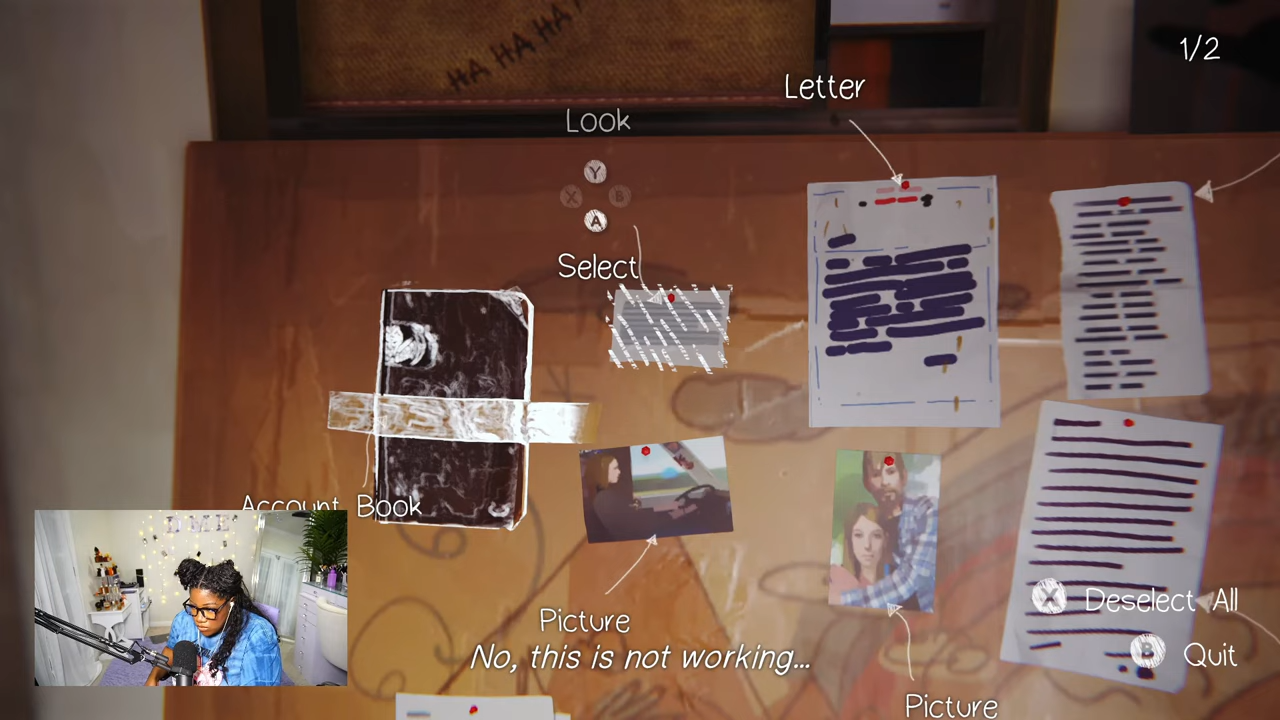 HA HA HA H
1/2
Letter
Look
Y
X B
A
Select
Account Book
Picture
No, this is not working...
X Deselect All
B Quit
Picture